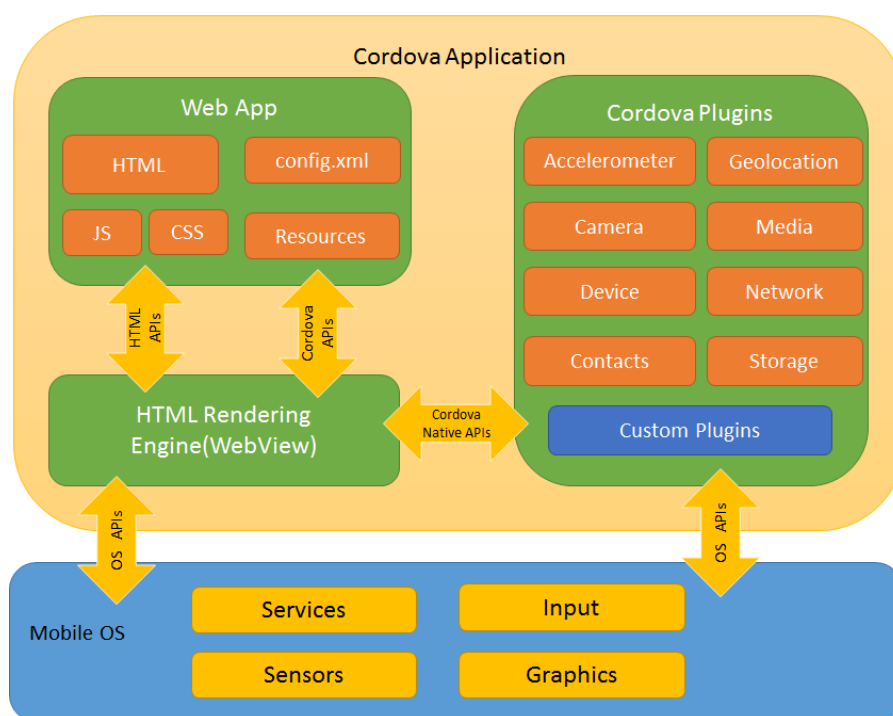 Cordova Application
Web App
HTML
config.xml
JS
CSS
Resources
HTML
APIs
Cordova
APIs
HTML Rendering
Engine(WebView)
Cordova
Native APIs
Cordova Plugins
Accelerometer
Geolocation
Camera
Media
Device
Network
Contacts
Storage
Custom Plugins
OS APIs
OS APIs
Mobile OS
Services
Input
Sensors
Graphics